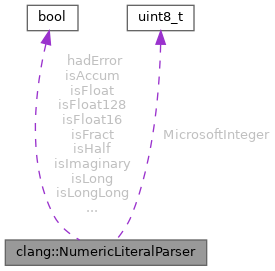 bool
uint8_t
hadError
isAccum
isFloat
isFloat128
isFloat16
isFract
isHalf
isImaginary
isLong
isLongLong
...
MicrosoftInteger
clang::NumericLiteralParser